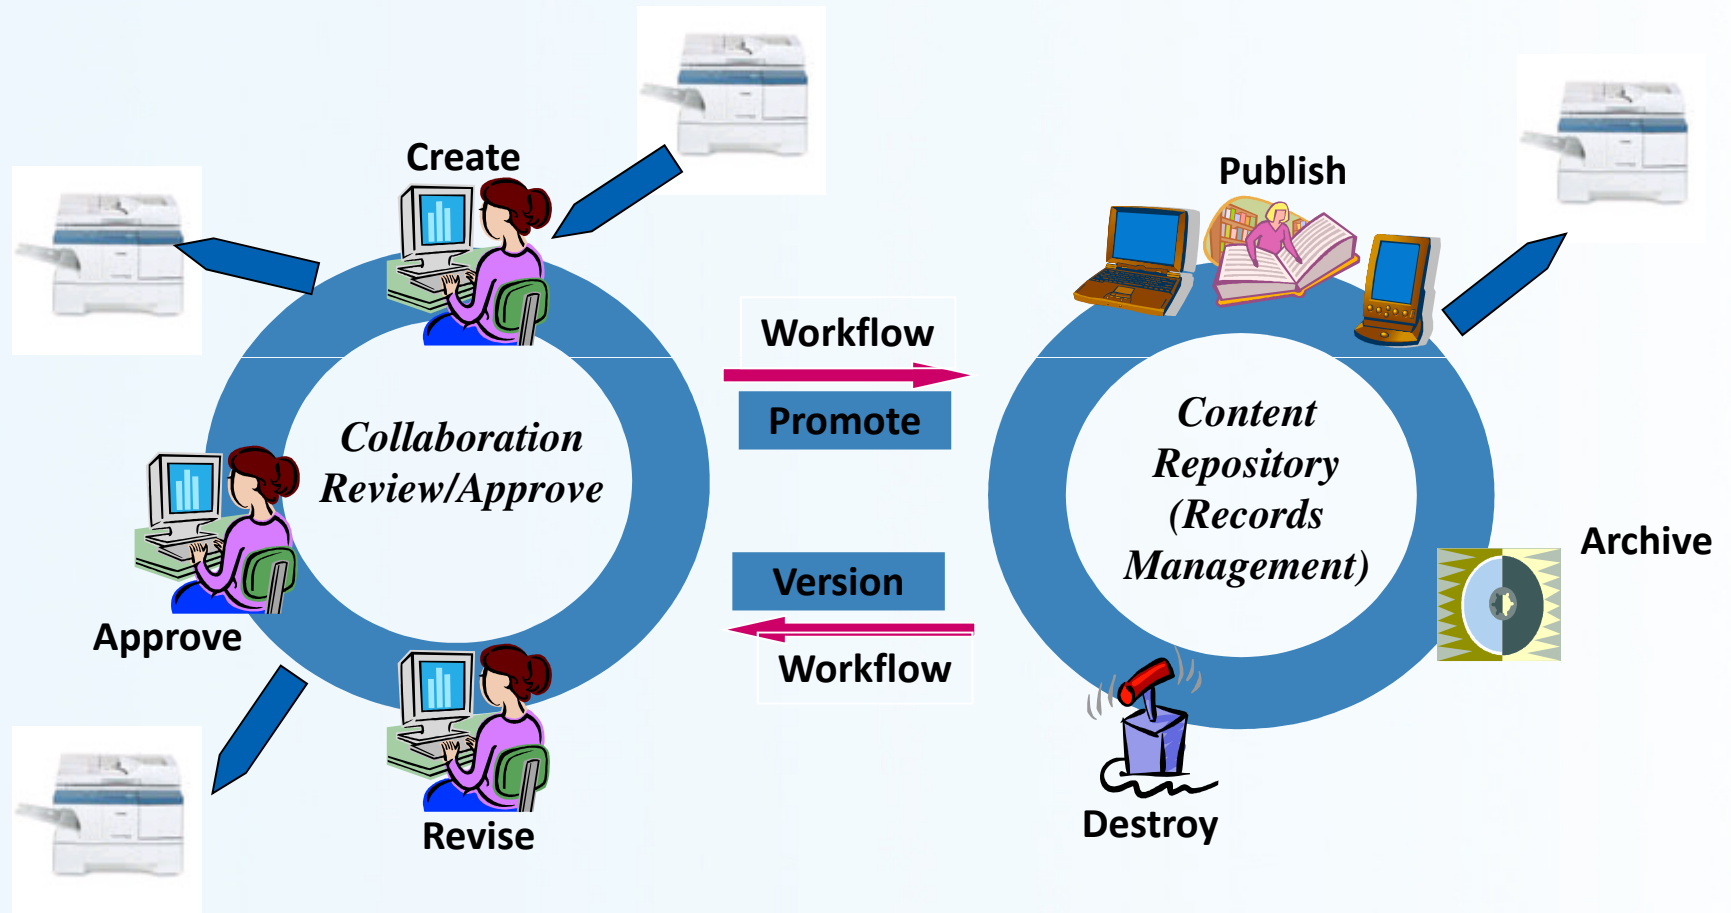 Create
Publish
Workflow
Promote
Collaboration
Review/Approve
Content
Repository
(Records
Management)
Version
Workflow
Archive
Approve
Revise
Destroy